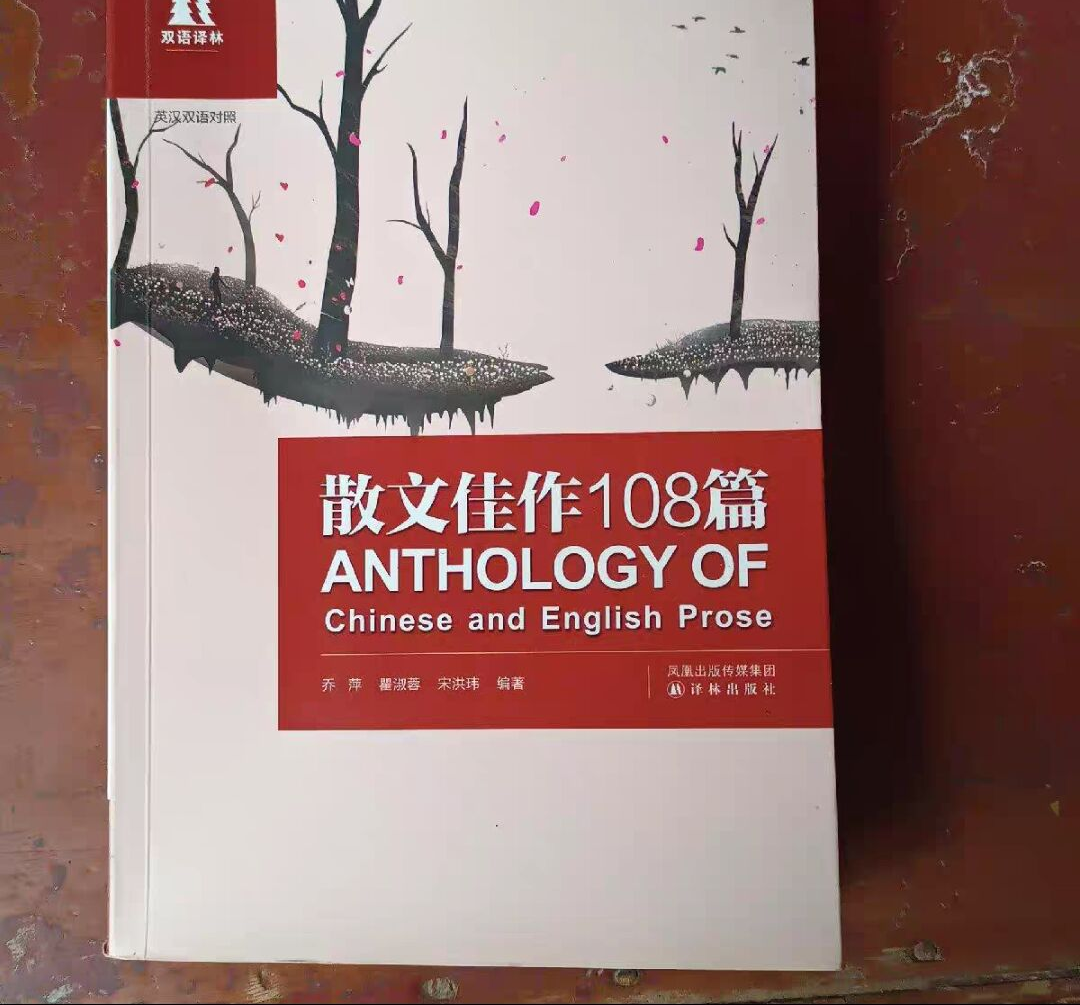 双语译林
英汉双语对照
散文佳作108篇
ANTHOLOGY OF
Chinese and English Prose
乔 萍 瞿淑蓉 宋洪玮 编著
凤凰出版传媒集团
译林出版社